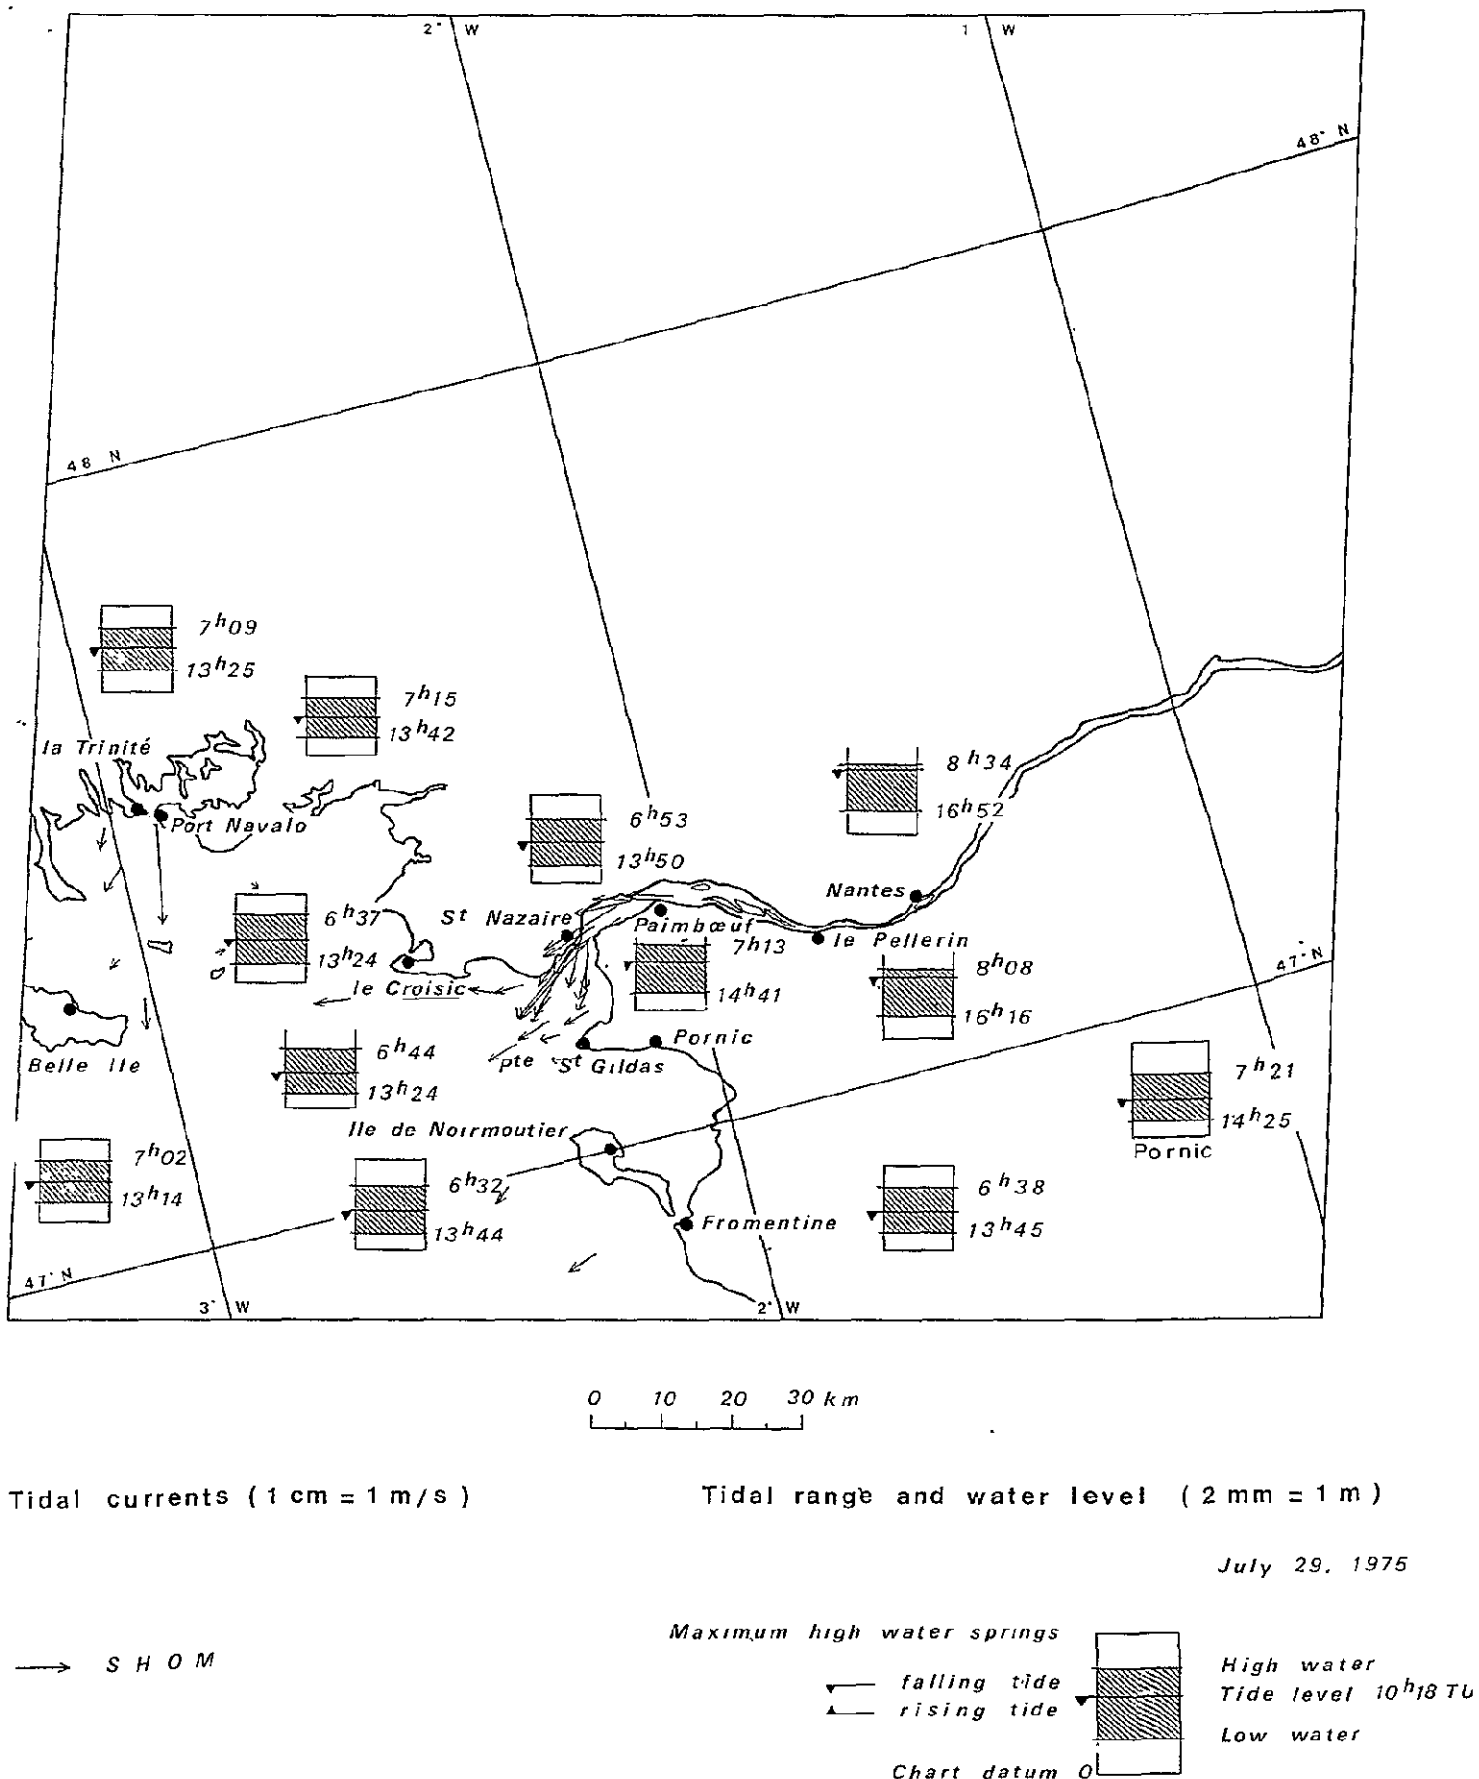 2° W
1 W
48° N
48 N
7h09
13h25
7h15
13h42
la Trinité
Port Navalo
8h34
16h52
6h53
13h50
Nantes
St Nazaire
Paimbœuf
le Pellerin
6h37
13h24
7h13
14h41
8h08
16h16
47° N
le Croisic
Belle Ile
6h44
13h24
Pte St Gildas
Pornic
7h21
14h25
Pornic
Ile de Noirmoutier
7h02
13h14
6h32
13h44
6h38
13h45
Fromentine
47° N
3° W
2° W
0 10 20 30 km
Tidal currents (1 cm = 1 m/s)
Tidal range and water level (2 mm = 1 m)
July 29. 1975
SHOM
Maximum high water springs
falling tide
rising tide
High water
Tide level 10h18 TU
Low water
Chart datum 0